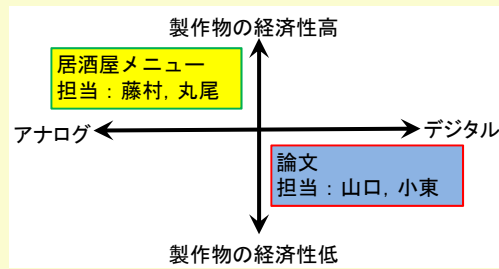 製作物の経済性高
居酒屋メニュー
担当：藤村，丸尾
アナログ
デジタル
論文
担当：山口，小東
製作物の経済性低